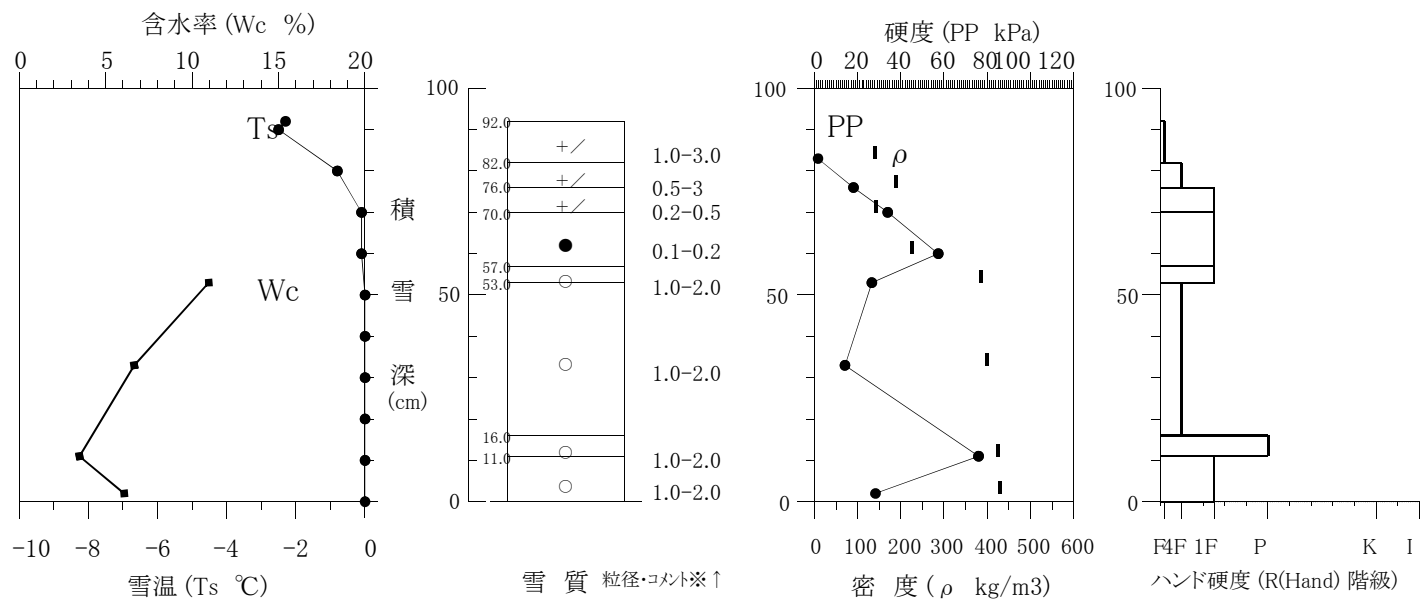 含水率 (Wc %)
0 5 10 15 20
Ts
Wc
積
雪
深
(cm)
-10 -8 -6 -4 -2 0
雪温 (Ts ℃)
100
50
0
92.0
82.0
76.0
70.0
57.0
53.0
16.0
11.0
+／
+／
+／
1.0-3.0
0.5-3
0.2-0.5
0.1-0.2
1.0-2.0
1.0-2.0
1.0-2.0
1.0-2.0
雪 質 粒径・コメント※↑
硬度 (PP kPa)
0 20 40 60 80 100 120
100
50
0
PP
ρ
0 100 200 300 400 500 600
密 度 (ρ kg/m3)
100
50
0
F 4F 1F P K I
ハンド硬度 (R(Hand) 階級)